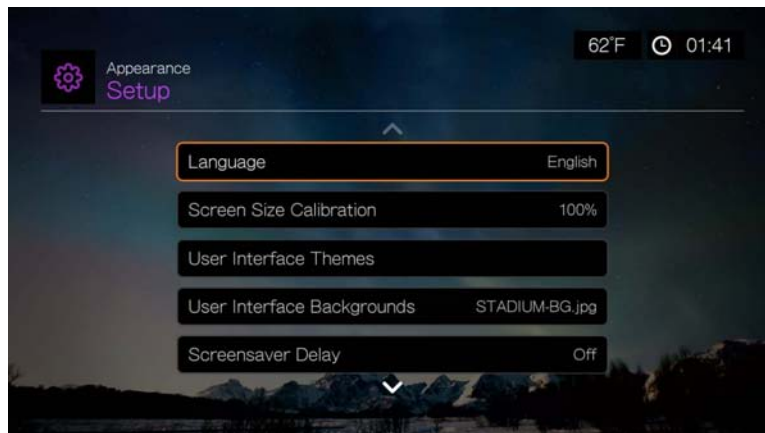 62°F 01:41
Appearance
Setup
Language English
Screen Size Calibration 100%
User Interface Themes
User Interface Backgrounds STADIUM-BG.jpg
Screensaver Delay Off